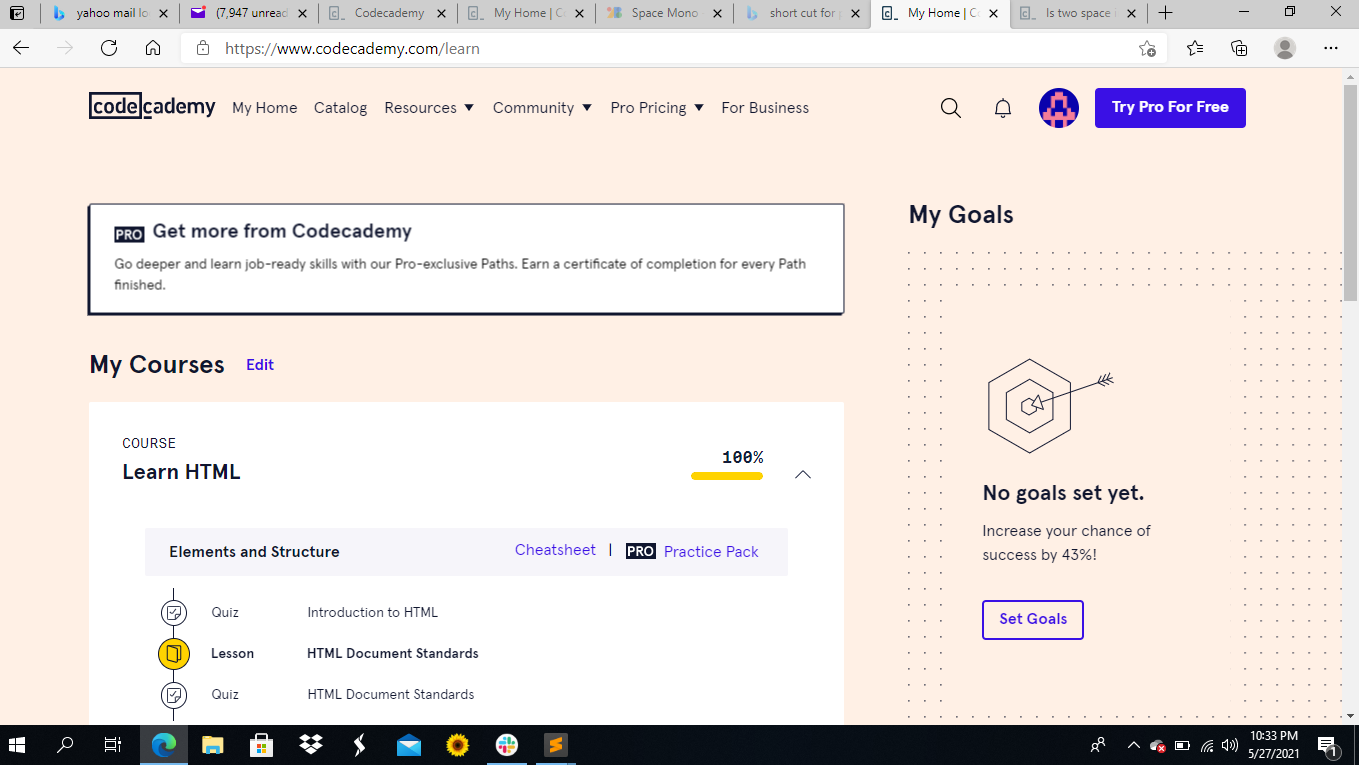 yahoo mail lo
(7,947 unread
Codecademy
My Home | C
Space Mono
short cut for
My Home | C
Is two space
https://www.codecademy.com/learn
codecademy My Home Catalog Resources Community Pro Pricing For Business Try Pro For Free
PRO Get more from Codecademy
Go deeper and learn job-ready skills with our Pro-exclusive Paths. Earn a certificate of completion for every Path
finished.
My Courses Edit
COURSE
Learn HTML
100%
Elements and Structure Cheatsheet | PRO Practice Pack
Quiz Introduction to HTML
Lesson HTML Document Standards
Quiz HTML Document Standards
My Goals
No goals set yet.
Increase your chance of
success by 43%!
Set Goals
10:33 PM
5/27/2021
1